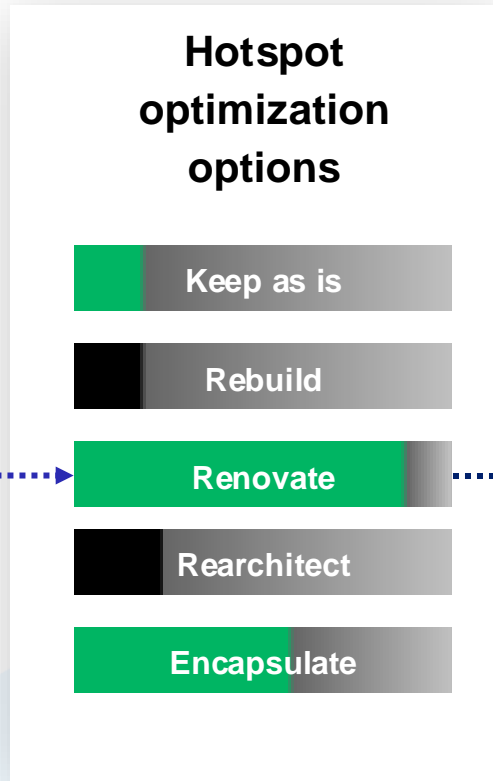 Hotspot
optimization
options
Keep as is
Rebuild
Renovate
Rearchitect
Encapsulate